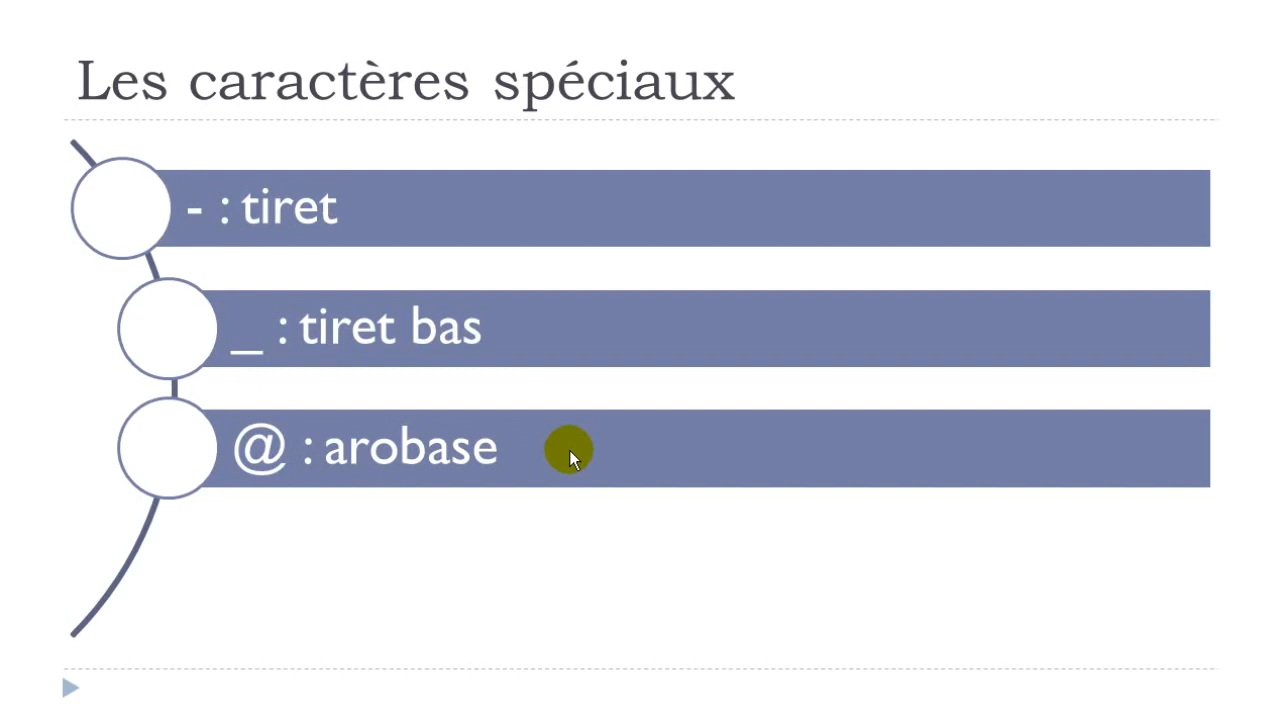 Les caractères spéciaux
- : tiret
_ : tiret bas
@ : arobase